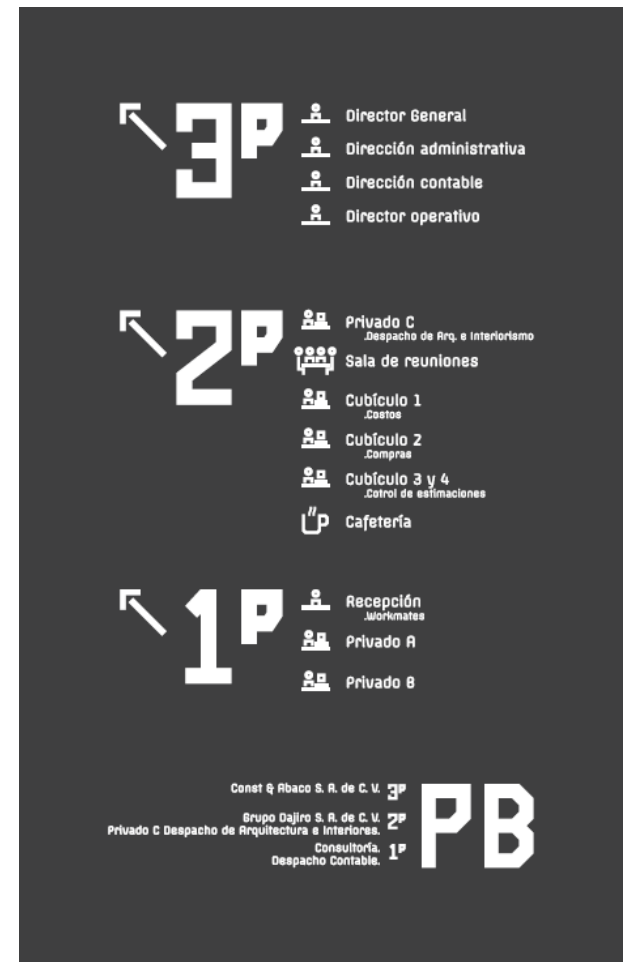 3P
Director General
Dirección administrativa
Dirección contable
Director operativo
2P
Privado C
.Despacho de Arq. e Interiorismo
Sala de reuniones
Cubículo 1
.Costos
Cubículo 2
.Compras
Cubículo 3 y 4
.Cotrol de estimaciones
Cafetería
1P
Recepción
.Workmates
Privado A
Privado B
PB
Const & Abaco S. A. de C. V. 3P
Grupo Dajiro S. A. de C. V. 2P
Privado C Despacho de Arquitectura e Interiores.
Consultoría. 1P
Despacho Contable.